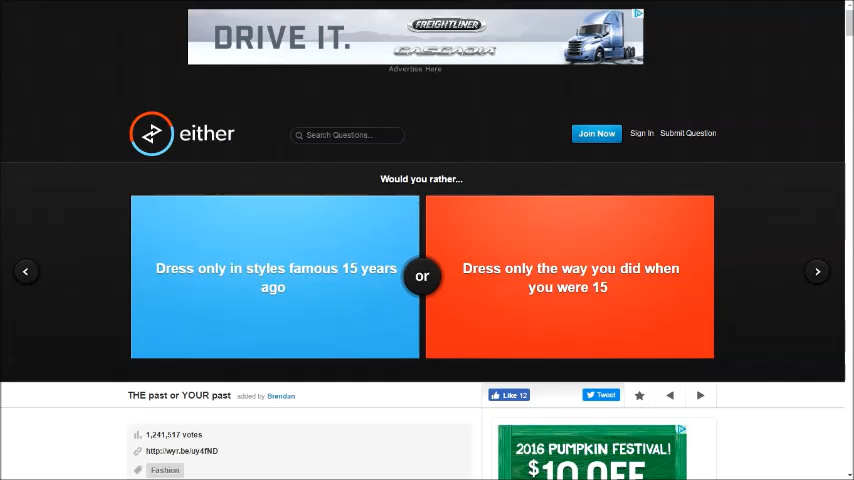 DRIVE IT.
FREIGHTLINER
CASCADIA
Advertise Here
either
Search Questions...
Join Now
Sign In
Submit Question
Would you rather...
Dress only in styles famous 15 years
ago
or
Dress only the way you did when
you were 15
THE past or YOUR past
added by Brendan
Like 12
Tweet
1,241,517 votes
http://wyr.be/uy4fND
Fashion
2016 PUMPKIN FESTIVAL!
$10 OFF